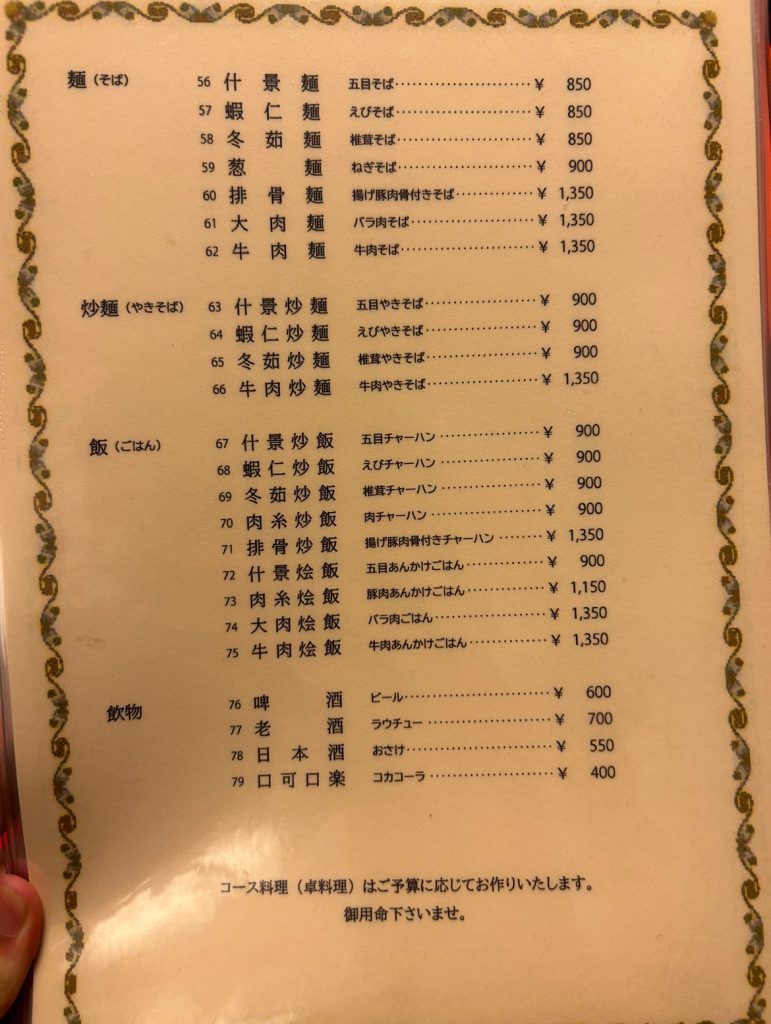 麺（そば） 56 什景麺 五目そば ¥ 850
57 蝦仁麺 えびそば ¥ 850
58 冬茹麺 椎茸そば ¥ 850
59 葱麺 ねぎそば ¥ 900
60 排骨麺 揚げ豚肉骨付きそば ¥ 1,350
61 大肉麺 バラ肉そば ¥ 1,350
62 牛肉麺 牛肉そば ¥ 1,350
炒麺（やきそば） 63 什景炒麺 五目やきそば ¥ 900
64 蝦仁炒麺 えびやきそば ¥ 900
65 冬茹炒麺 椎茸やきそば ¥ 900
66 牛肉炒麺 牛肉やきそば ¥ 1,350
飯（ごはん） 67 什景炒飯 五目チャーハン ¥ 900
68 蝦仁炒飯 えびチャーハン ¥ 900
69 冬茹炒飯 椎茸チャーハン ¥ 900
70 肉糸炒飯 肉チャーハン ¥ 900
71 排骨炒飯 揚げ豚肉骨付きチャーハン ¥ 1,350
72 什景烩飯 五目あんかけごはん ¥ 900
73 肉糸烩飯 豚肉あんかけごはん ¥ 1,150
74 大肉烩飯 バラ肉ごはん ¥ 1,350
75 牛肉烩飯 牛肉あんかけごはん ¥ 1,350
飲物 76 啤酒 ビール ¥ 600
77 老酒 ラウチュー ¥ 700
78 日本酒 おさけ ¥ 550
79 口可口楽 コカコーラ ¥ 400
コース料理（卓料理）はご予算に応じてお作りいたします。
御用命下さいませ。